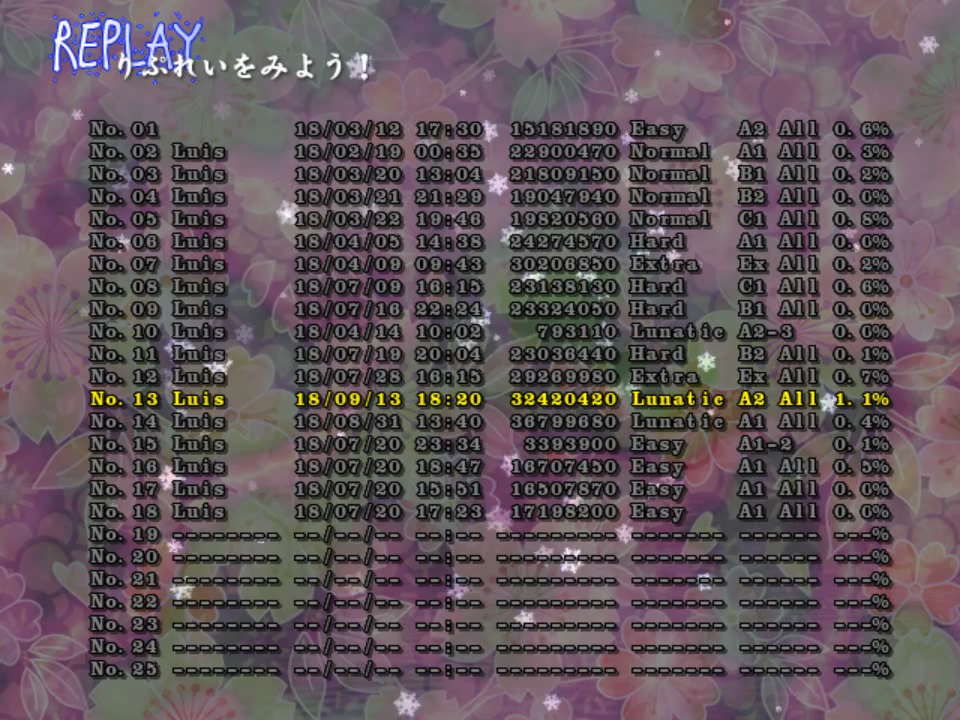 REPLAY
りぷれいをみよう！
No. 01 18/03/12 17:30 15181890 Easy A2 All 0.6%
No. 02 Luis 18/02/19 00:35 22900470 Normal A1 All 0.3%
No. 03 Luis 18/03/20 13:04 21809150 Normal B1 All 0.2%
No. 04 Luis 18/03/21 21:29 19047940 Normal B2 All 0.6%
No. 05 Luis 18/03/22 19:46 19820560 Normal C1 All 0.8%
No. 06 Luis 18/04/05 14:38 24274570 Hard A1 All 0.6%
No. 07 Luis 18/04/09 09:43 30206850 Extra Ex All 0.2%
No. 08 Luis 18/07/09 16:15 23138130 Hard C1 All 0.6%
No. 09 Luis 18/07/16 22:24 23324050 Hard B1 All 0.6%
No. 10 Luis 18/04/14 10:02 793110 Lunatic A2-3 0.6%
No. 11 Luis 18/07/19 20:04 23036440 Hard B2 All 0.1%
No. 12 Luis 18/07/28 16:15 29269980 Extra Ex All 0.7%
No. 13 Luis 18/09/13 18:20 32420420 Lunatic A2 All 1.1%
No. 14 Luis 18/08/31 13:40 36799680 Lunatic A1 All 0.4%
No. 15 Luis 18/07/20 23:34 3393900 Easy A1-2 0.1%
No. 16 Luis 18/07/20 18:47 16707450 Easy A1 All 0.5%
No. 17 Luis 18/07/20 15:51 16507870 Easy A1 All 0.6%
No. 18 Luis 18/07/20 17:23 17198200 Easy A1 All 0.6%
No. 19 -------- --/--/-- --:-- --------- ------- ------ ---%
No. 20 -------- --/--/-- --:-- --------- ------- ------ ---%
No. 21 -------- --/--/-- --:-- --------- ------- ------ ---%
No. 22 -------- --/--/-- --:-- --------- ------- ------ ---%
No. 23 -------- --/--/-- --:-- --------- ------- ------ ---%
No. 24 -------- --/--/-- --:-- --------- ------- ------ ---%
No. 25 -------- --/--/-- --:-- --------- ------- ------ ---%